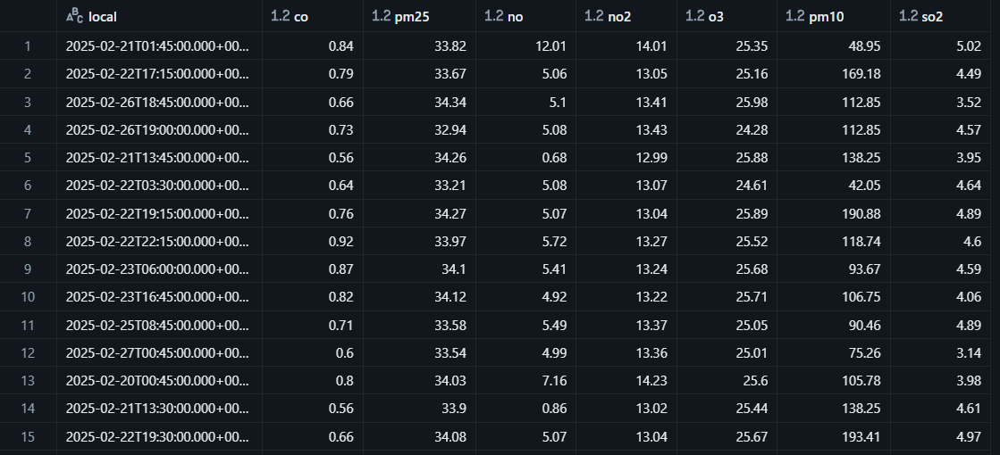 ABC local 1.2 co 1.2 pm25 1.2 no 1.2 no2 1.2 o3 1.2 pm10 1.2 so2
1 2025-02-21T01:45:00.000+00... 0.84 33.82 12.01 14.01 25.35 48.95 5.02
2 2025-02-22T17:15:00.000+00... 0.79 33.67 5.06 13.05 25.16 169.18 4.49
3 2025-02-26T18:45:00.000+00... 0.66 34.34 5.1 13.41 25.98 112.85 3.52
4 2025-02-26T19:00:00.000+00... 0.73 32.94 5.08 13.43 24.28 112.85 4.57
5 2025-02-21T13:45:00.000+00... 0.56 34.26 0.68 12.99 25.88 138.25 3.95
6 2025-02-22T03:30:00.000+00... 0.64 33.21 5.08 13.07 24.61 42.05 4.64
7 2025-02-22T19:15:00.000+00... 0.76 34.27 5.07 13.04 25.89 190.88 4.89
8 2025-02-22T22:15:00.000+00... 0.92 33.97 5.72 13.27 25.52 118.74 4.6
9 2025-02-23T06:00:00.000+00... 0.87 34.1 5.41 13.24 25.68 93.67 4.59
10 2025-02-23T16:45:00.000+00... 0.82 34.12 4.92 13.22 25.71 106.75 4.06
11 2025-02-25T08:45:00.000+00... 0.71 33.58 5.49 13.37 25.05 90.46 4.89
12 2025-02-27T00:45:00.000+00... 0.6 33.54 4.99 13.36 25.01 75.26 3.14
13 2025-02-20T00:45:00.000+00... 0.8 34.03 7.16 14.23 25.6 105.78 3.98
14 2025-02-21T13:30:00.000+00... 0.56 33.9 0.86 13.02 25.44 138.25 4.61
15 2025-02-22T19:30:00.000+00... 0.66 34.08 5.07 13.04 25.67 193.41 4.97